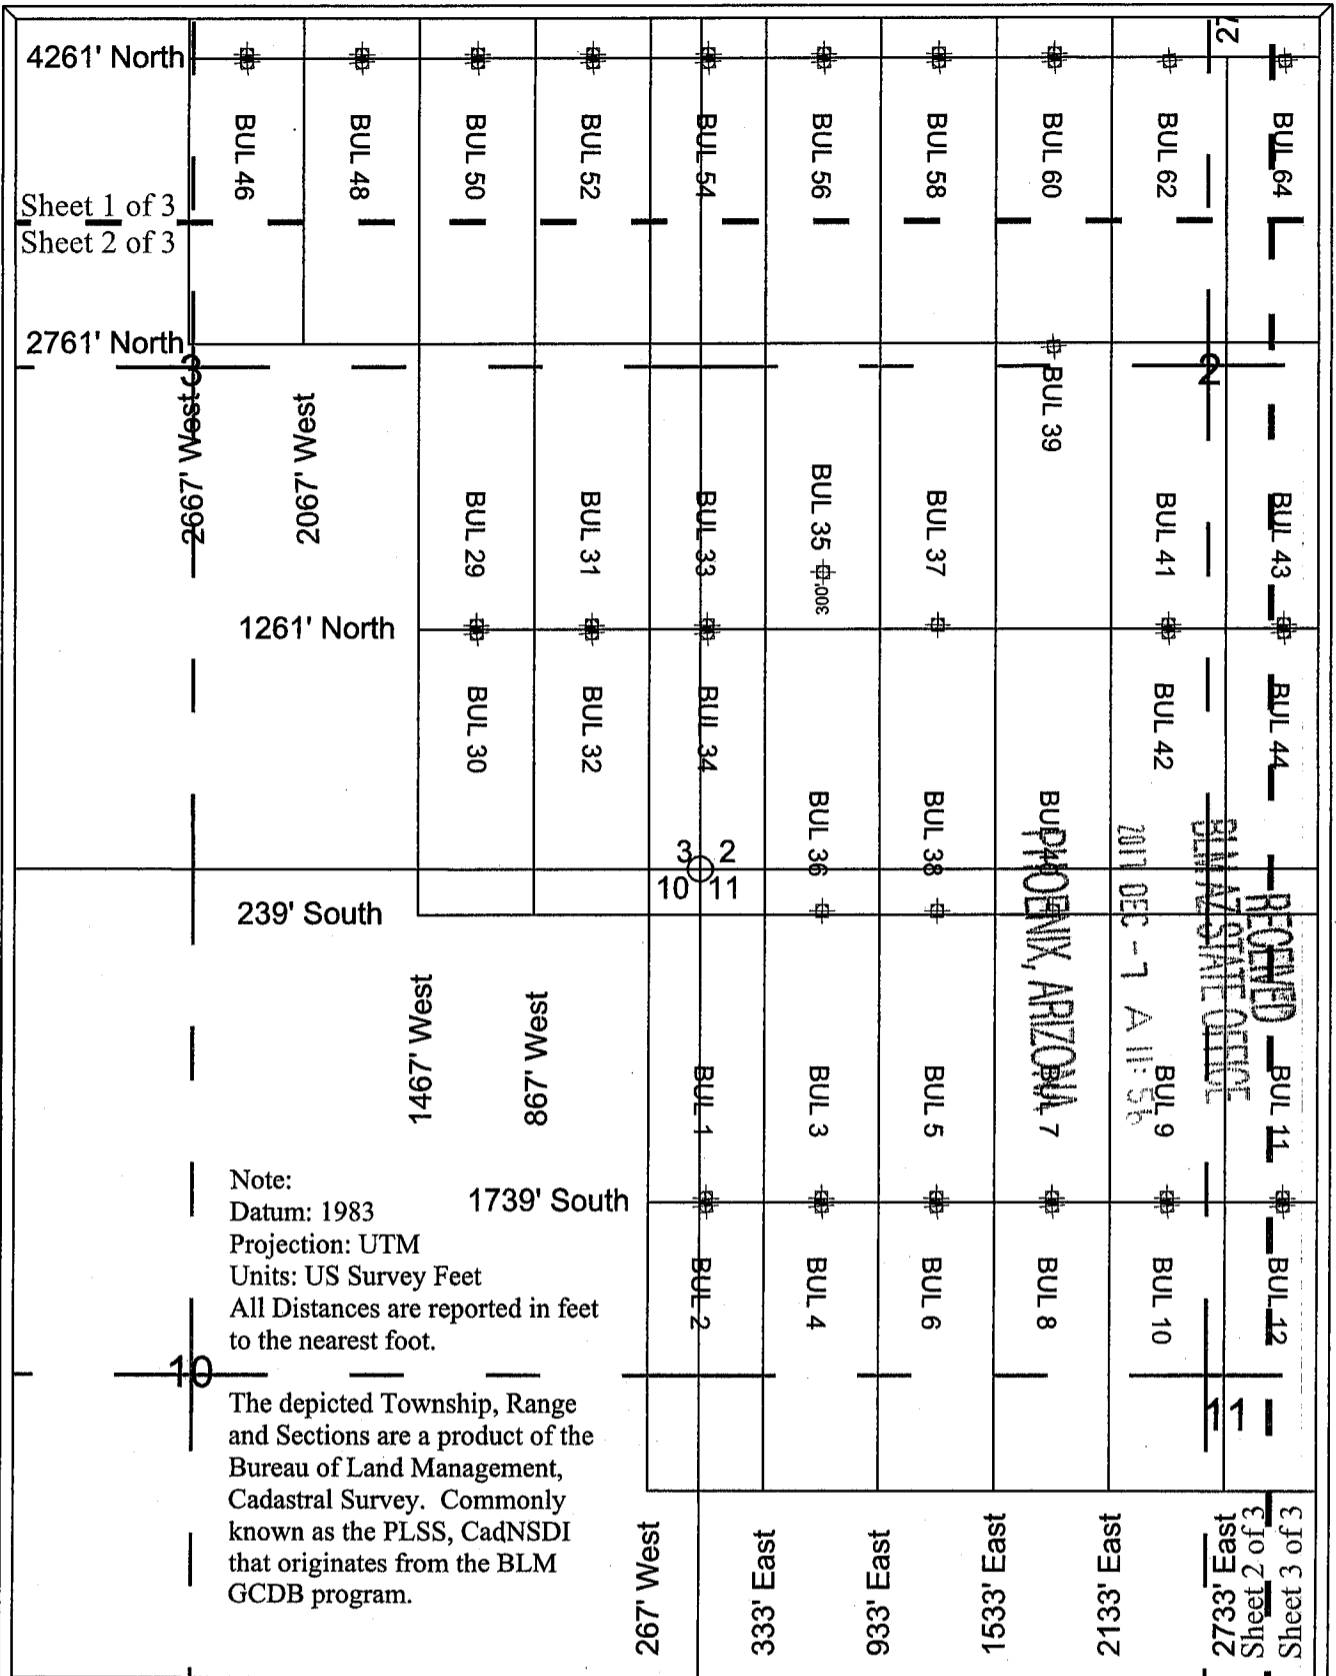 4261' North
27
BUL 46
BUL 48
BUL 50
BUL 52
BUL 54
BUL 56
BUL 58
BUL 60
BUL 62
BUL 64
Sheet 1 of 3
Sheet 2 of 3
2761' North
3
2
2667' West
2067' West
BUL 39
BUL 29
BUL 31
BUL 33
BUL 35
300'
BUL 37
BUL 41
BUL 43
1261' North
BUL 30
BUL 32
BUL 34
BUL 42
BUL 44
BUL 36
BUL 38
3 2
10 11
239' South
1467' West
867' West
RECEIVED
BLM AZ STATE OFFICE
2017 DEC -7 A 11: 56
PHOENIX, ARIZONA
BUL 1
BUL 3
BUL 5
BUL 7
BUL 9
BUL 11
1739' South
BUL 2
BUL 4
BUL 6
BUL 8
BUL 10
BUL 12
Note:
Datum: 1983
Projection: UTM
Units: US Survey Feet
All Distances are reported in feet
to the nearest foot.
10
11
The depicted Township, Range
and Sections are a product of the
Bureau of Land Management,
Cadastral Survey. Commonly
known as the PLSS, CadNSDI
that originates from the BLM
GCDB program.
267' West
333' East
933' East
1533' East
2133' East
2733' East
Sheet 2 of 3
Sheet 3 of 3